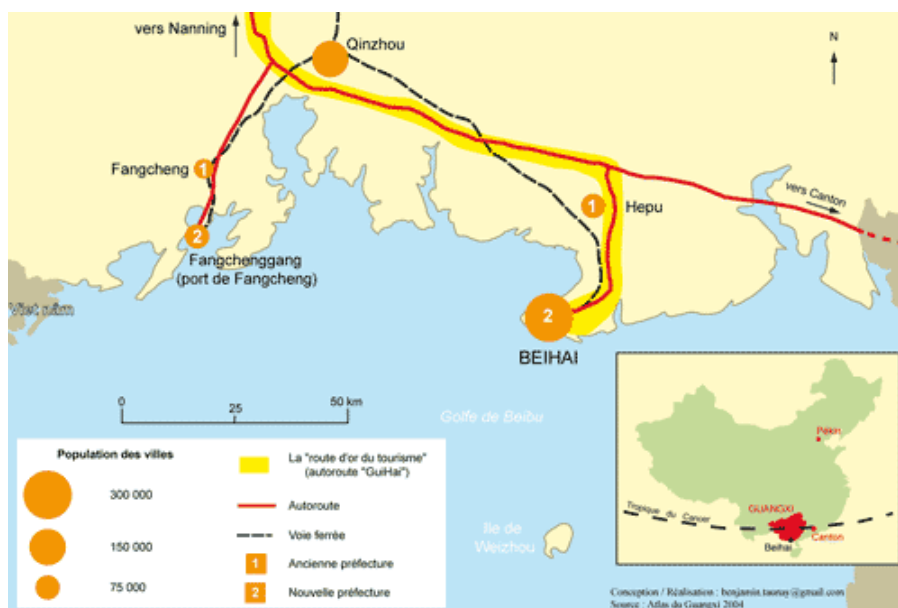 vers Nanning
Qinzhou
N
Fangcheng
1
1
Hepu
vers Canton
2
Fangchenggang
(port de Fangcheng)
Viet nâm
2
BEIHAI
0
50 km
25
Golfe de Beibu
Population des villes
300 000
150 000
75 000
La "route d'or du tourisme"
(autoroute "GuiHai")
Autoroute
Voie ferrée
1
Ancienne préfecture
2
Nouvelle préfecture
Ile de
Weizhou
Pékin
Tropique du Cancer
GUANGXI
Canton
Beihai
Conception / Réalisation : benjamin.taunay@gmail.com
Source : Atlas du Guangxi 2004